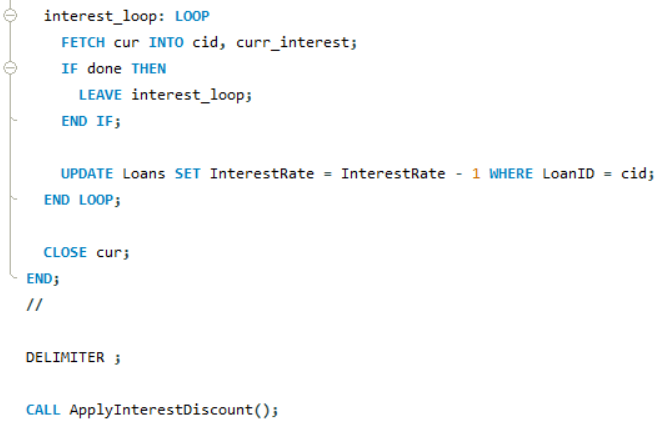 interest_loop: LOOP
FETCH cur INTO cid, curr_interest;
IF done THEN
LEAVE interest_loop;
END IF;
UPDATE Loans SET InterestRate = InterestRate - 1 WHERE LoanID = cid;
END LOOP;
CLOSE cur;
END;
//
DELIMITER ;
CALL ApplyInterestDiscount();